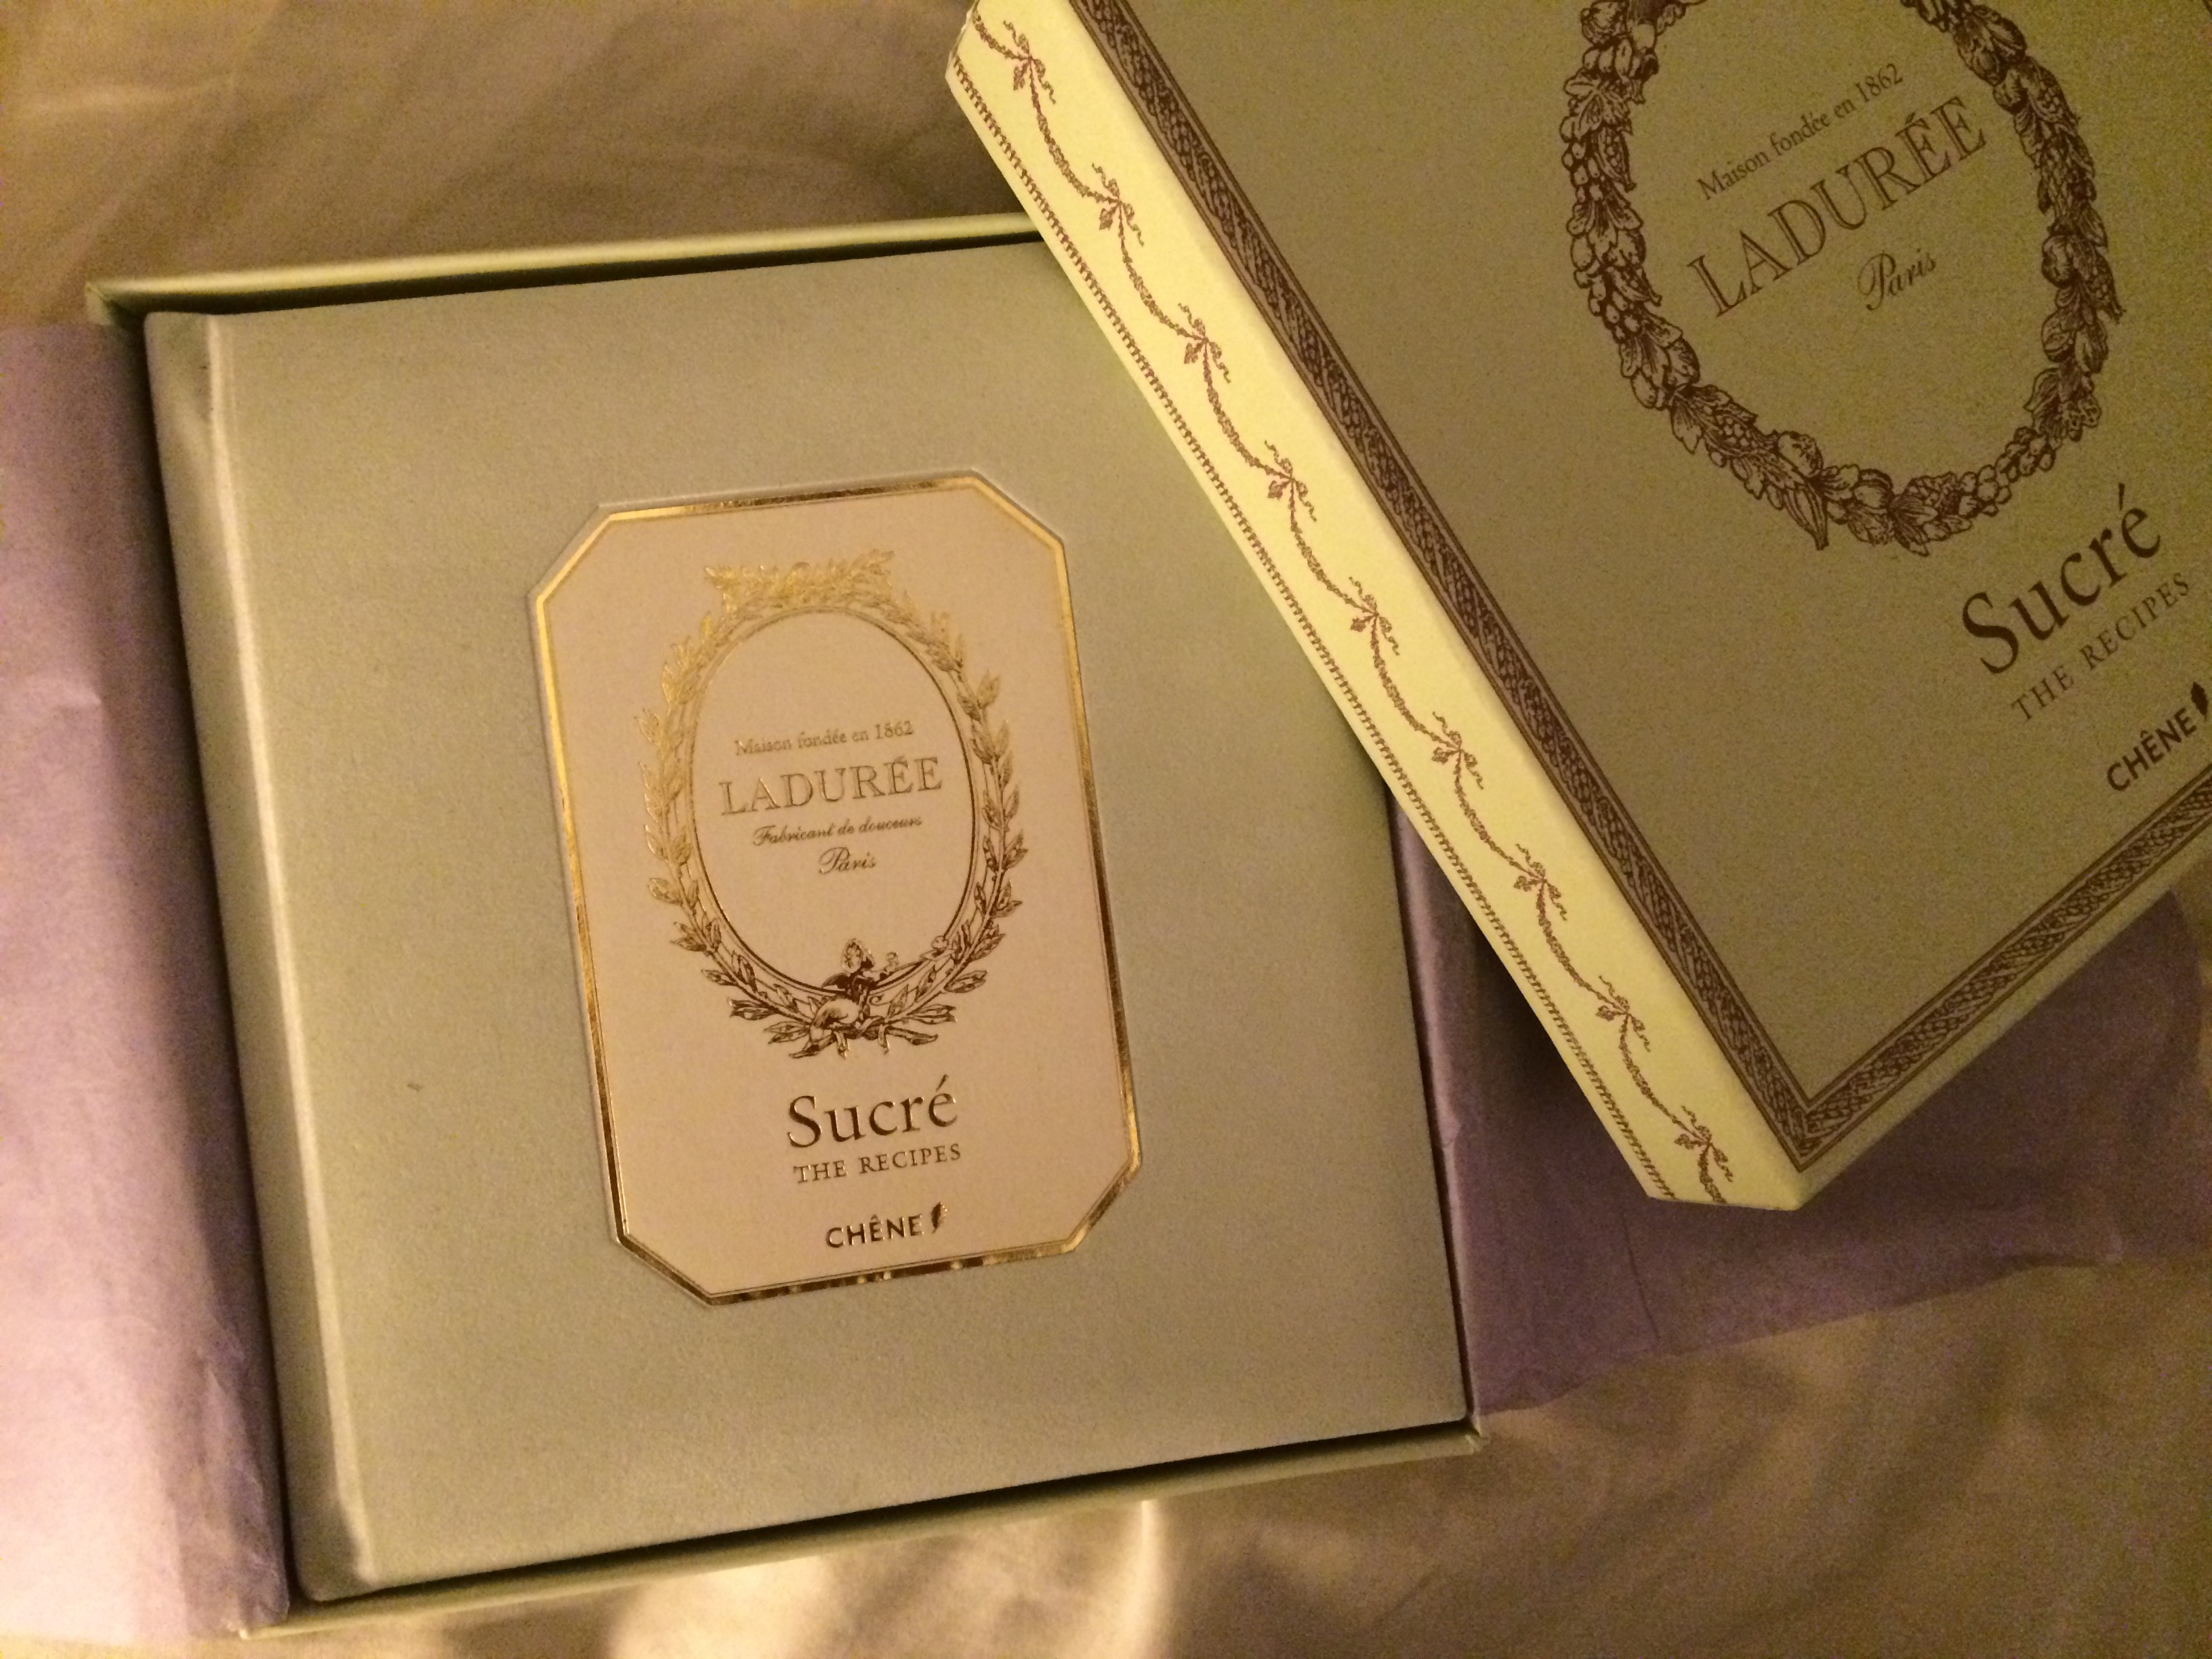 Maison fondée en 1862
LADURÉE
Fabricant de douceurs
Paris
Sucré
THE RECIPES
CHÊNE
Maison fondée en 1862
LADURÉE
Paris
Sucré
THE RECIPES
CHÊNE